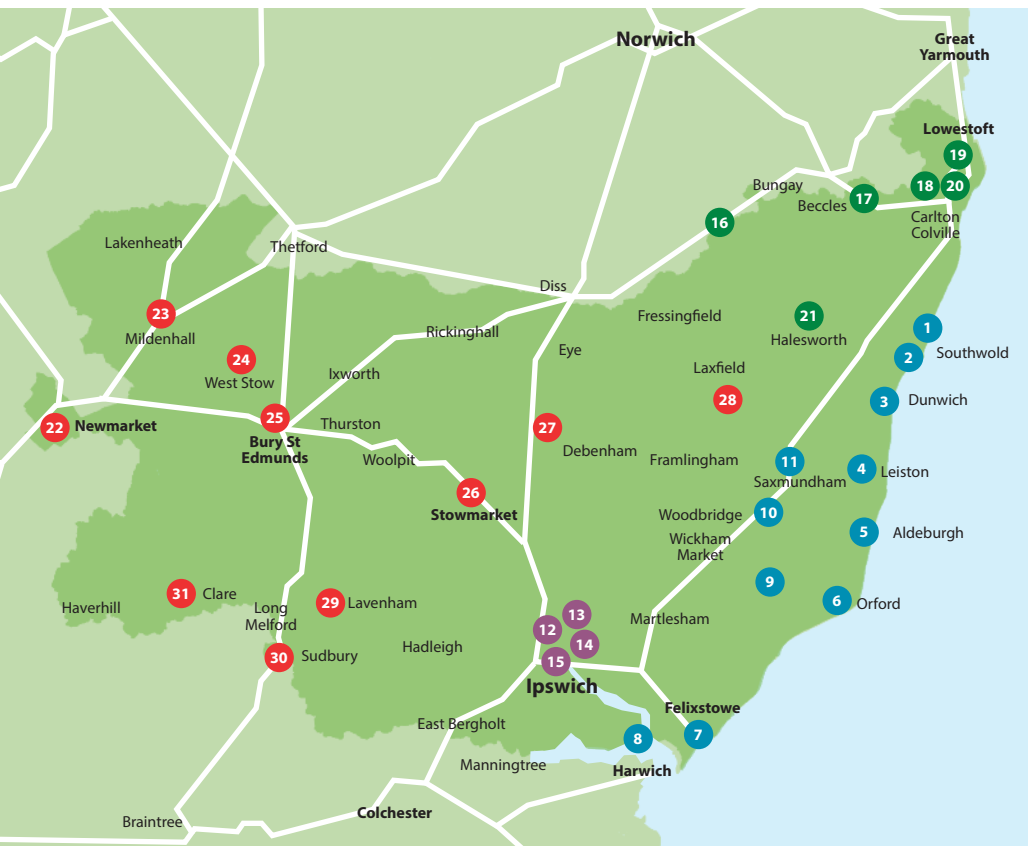 Norwich
Great
Yarmouth
Lowestoft
19
Bungay
18
20
17
Beccles
16
Carlton
Colville
Lakenheath
Thetford
Diss
23
Mildenhall
Rickinghall
Fressingfield
21
Halesworth
1
Southwold
2
24
West Stow
Ixworth
Eye
Laxfield
28
3
Dunwich
22
Newmarket
25
Bury St
Edmunds
Thurston
27
Debenham
Woolpit
Framlingham
11
Saxmundham
4
Leiston
26
Stowmarket
Woodbridge
10
Wickham
Market
5
Aldeburgh
9
6
Orford
31
Clare
Haverhill
Long
Melford
29
Lavenham
13
12
14
15
Ipswich
Martlesham
30
Sudbury
Hadleigh
Felixstowe
7
East Bergholt
8
Harwich
Manningtree
Colchester
Braintree